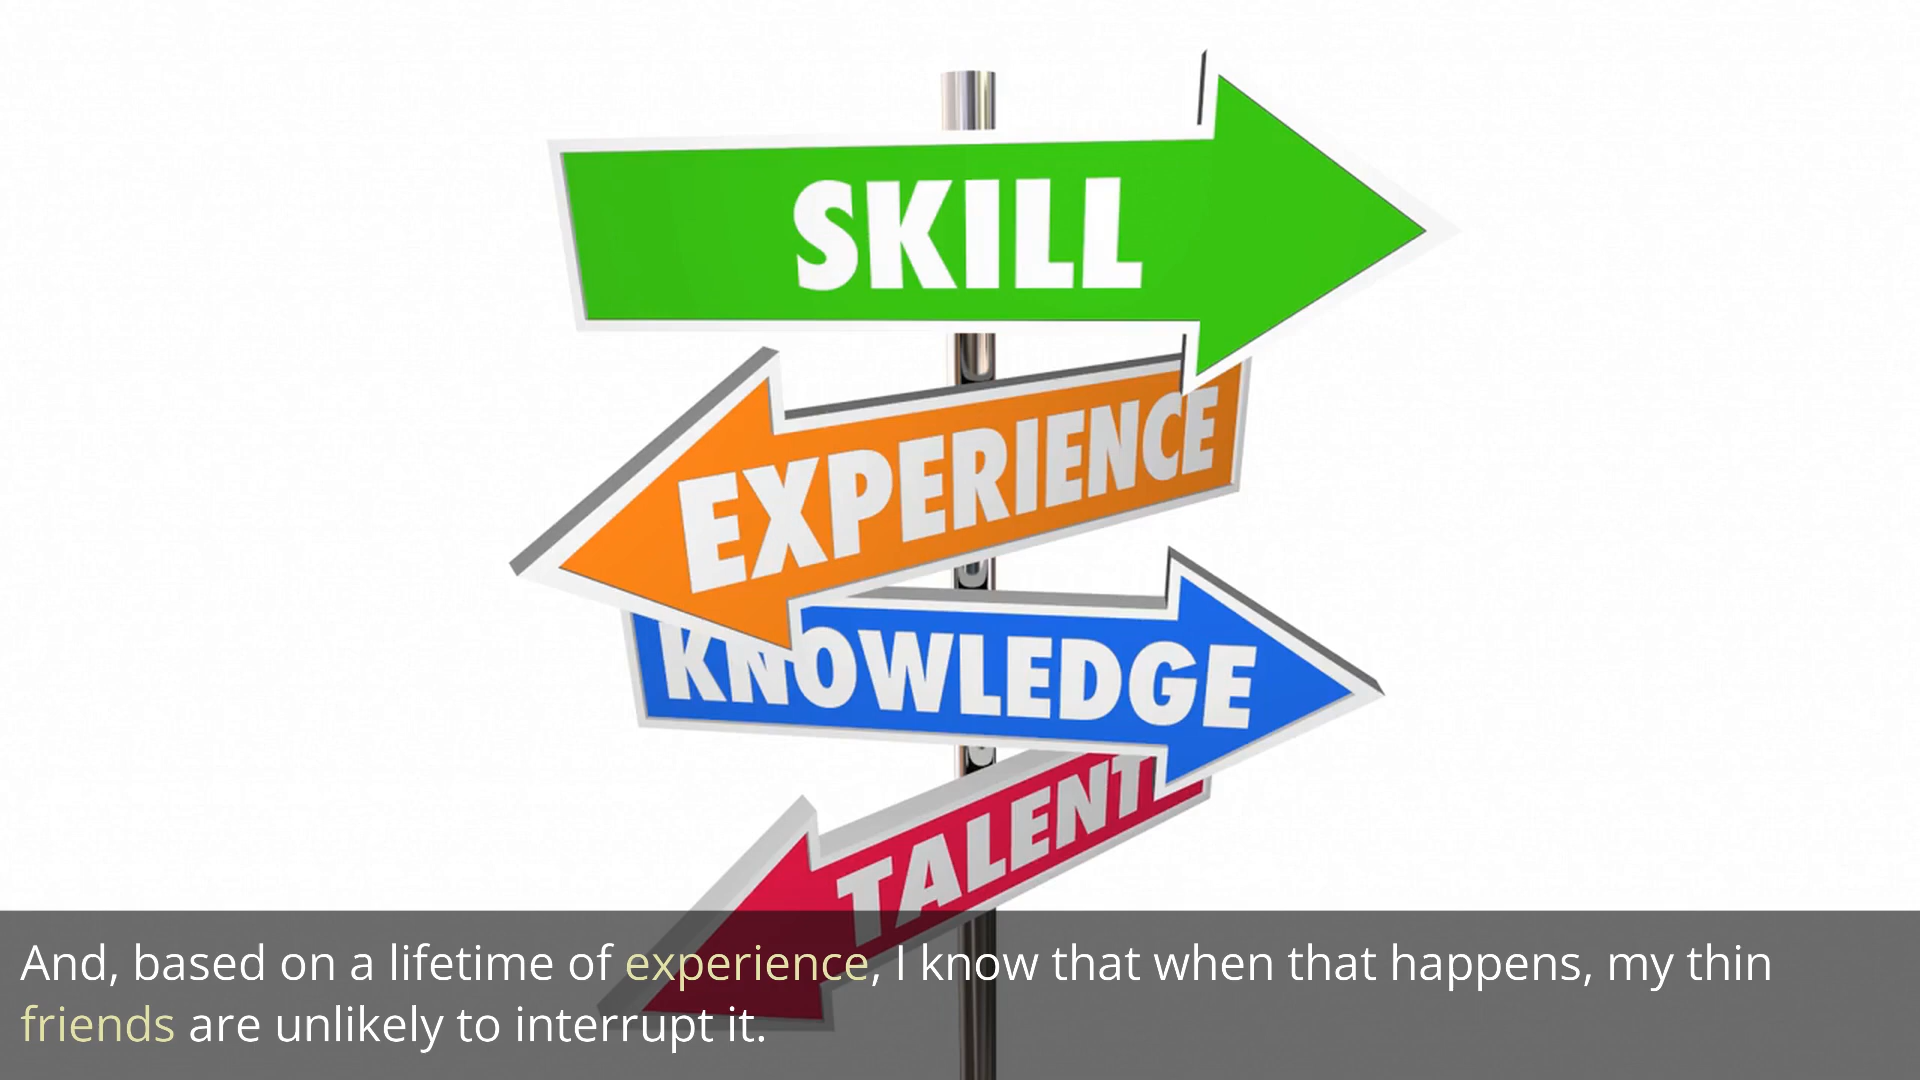 SKILL
EXPERIENCE
KNOWLEDGE
TALENT
And, based on a lifetime of experience, I know that when that happens, my thin
friends are unlikely to interrupt it.